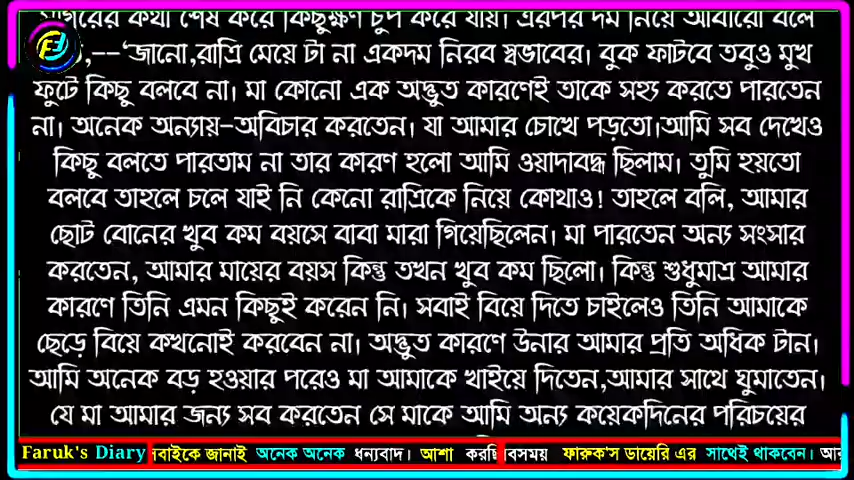 সাগরের কথা শেষ করে কিছুক্ষণ চুপ করে যায়। এরপর দম নিয়ে আবারো বলে
,--‘জানো,রাত্রি মেয়ে টা না একদম নিরব স্বভাবের। বুক ফাটবে তবুও মুখ
ফুটে কিছু বলবে না। মা কোনো এক অদ্ভুত কারণেই তাকে সহ্য করতে পারতেন
না। অনেক অন্যায়-অবিচার করতেন। যা আমার চোখে পড়তো।আমি সব দেখেও
কিছু বলতে পারতাম না তার কারণ হলো আমি ওয়াদাবদ্ধ ছিলাম। তুমি হয়তো
বলবে তাহলে চলে যাই নি কেনো রাত্রিকে নিয়ে কোথাও! তাহলে বলি, আমার
ছোট বোনের খুব কম বয়সে বাবা মারা গিয়েছিলেন। মা পারতেন অন্য সংসার
করতেন, আমার মায়ের বয়স কিন্তু তখন খুব কম ছিলো। কিন্তু শুধুমাত্র আমার
কারণে তিনি এমন কিছুই করেন নি। সবাই বিয়ে দিতে চাইলেও তিনি আমাকে
ছেড়ে বিয়ে কখনোই করবেন না। অদ্ভুত কারণে উনার আমার প্রতি অধিক টান।
আমি অনেক বড় হওয়ার পরেও মা আমাকে খাইয়ে দিতেন,আমার সাথে ঘুমাতেন।
যে মা আমার জন্য সব করতেন সে মাকে আমি অন্য কয়েকদিনের পরিচয়ের
Faruk's Diary বাইকে জানাই অনেক অনেক ধন্যবাদ। আশা করছি বসময় ফারুক'স ডায়েরি এর সাথেই থাকবেন।